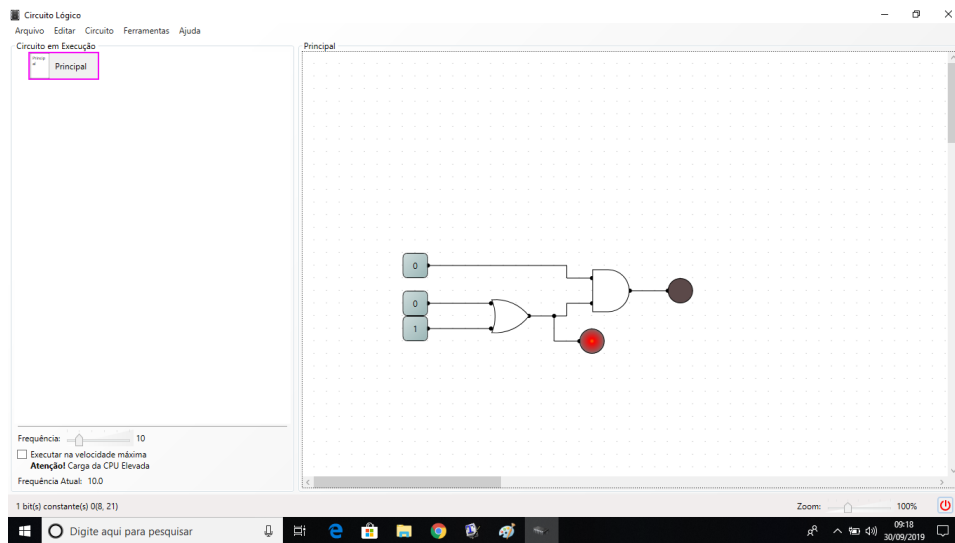 Circuito Lógico
Arquivo Editar Circuito Ferramentas Ajuda
Circuito em Execução
Princip
al
Principal
Principal
0
0
1
Frequência: 10
Executar na velocidade máxima
Atenção! Carga da CPU Elevada
Frequência Atual: 10.0
1 bit(s) constante(s) 0(8, 21)
Zoom: 100%
Digite aqui para pesquisar
09:18
30/09/2019